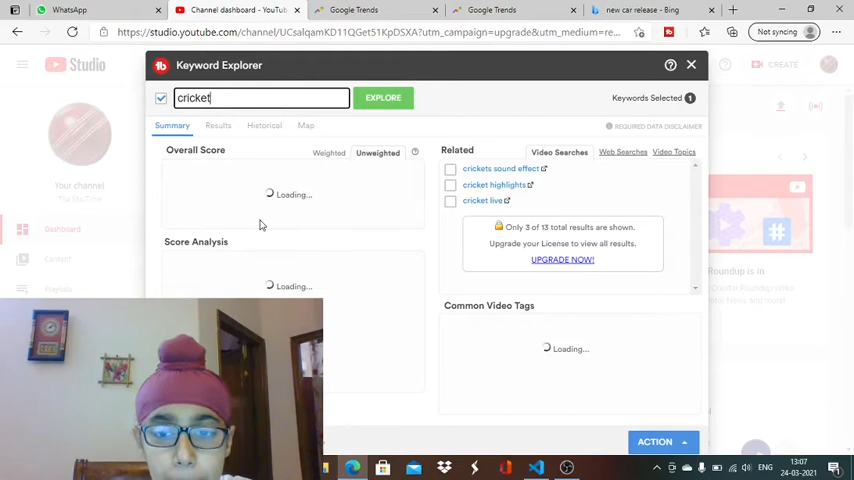 WhatsApp
Channel dashboard - YouTu
Google Trends
Google Trends
new car release - Bing
https://studio.youtube.com/channel/UCsalqamKD11QGet51KpDSXA?utm_campaign=upgrade&utm_medium=re...
Not syncing
Studio
Keyword Explorer
CREATE
cricket
EXPLORE
Keywords Selected 1
Summary
Results
Historical
Map
REQUIRED DATA DISCLAIMER
Overall Score
Weighted
Unweighted
Related
Video Searches
Web Searches
Video Topics
Loading...
crickets sound effect
cricket highlights
cricket live
Only 3 of 13 total results are shown.
Upgrade your License to view all results.
UPGRADE NOW!
Your channel
Dashboard
Content
Playlists
Score Analysis
Loading...
Common Video Tags
Loading...
Roundup is in
ACTION
ENG
13:07
24-03-2021